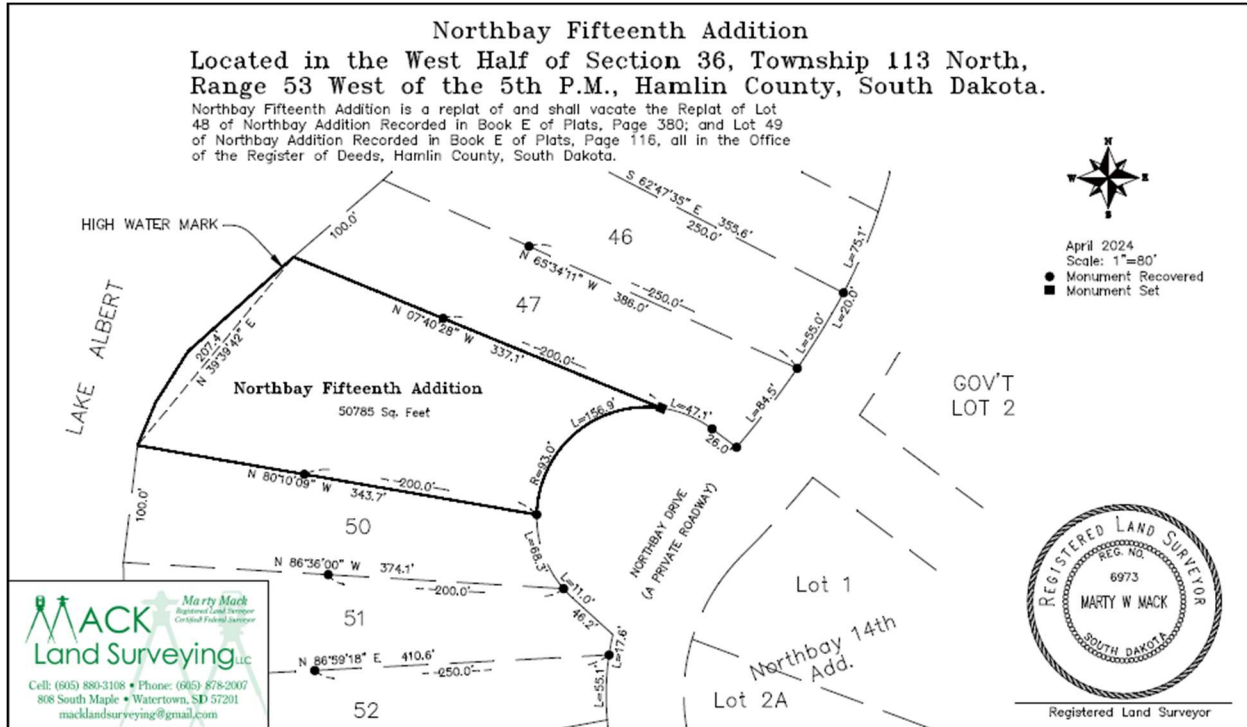 Northbay Fifteenth Addition
Located in the West Half of Section 36, Township 113 North,
Range 53 West of the 5th P.M., Hamlin County, South Dakota.
Northbay Fifteenth Addition is a replat of and shall vacate the Replat of Lot
48 of Northbay Addition Recorded in Book E of Plats, Page 380; and Lot 49
of Northbay Addition Recorded in Book E of Plats, Page 116, all in the Office
of the Register of Deeds, Hamlin County, South Dakota.
N
W E
S
April 2024
Scale: 1"=80'
Monument Recovered
Monument Set
HIGH WATER MARK
100.0'
S 62°47'35" E 355.6'
250.0'
L=75.1'
46
N 65°34'11" W 386.0'
250.0'
L=20.0'
47
L=55.0'
N 07°40'28" W 337.1'
200.0'
L=84.5'
LAKE ALBERT
207.4'
N 39°39'42" E
Northbay Fifteenth Addition
50785 Sq. Feet
L=156.9'
R=93.0'
L=47.1'
26.0'
GOV'T
LOT 2
N 80°10'09" W 343.7'
200.0'
100.0'
50
L=68.3'
NORTHBAY DRIVE
(A PRIVATE ROADWAY)
N 86°36'00" W 374.1'
200.0'
L=11.0'
46.2'
51
L=17.6'
N 86°59'18" E 410.6'
250.0'
L=55.1'
52
Lot 1
Northbay 14th
Add.
Lot 2A
MACK
Land Surveying LLC
Marty Mack
Registered Land Surveyor
Certified Federal Surveyor
Cell: (605) 880-3108 • Phone: (605) 878-2007
808 South Maple • Watertown, SD 57201
macklandsurveying@gmail.com
REGISTERED LAND SURVEYOR
REG. NO.
6973
MARTY W MACK
SOUTH DAKOTA
Registered Land Surveyor